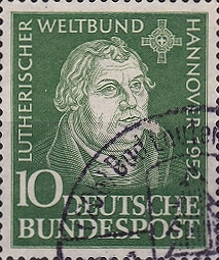 LUTHERISCHER
WELTBUND
HANNOVER 1952
10 DEUTSCHE
BUNDESPOST